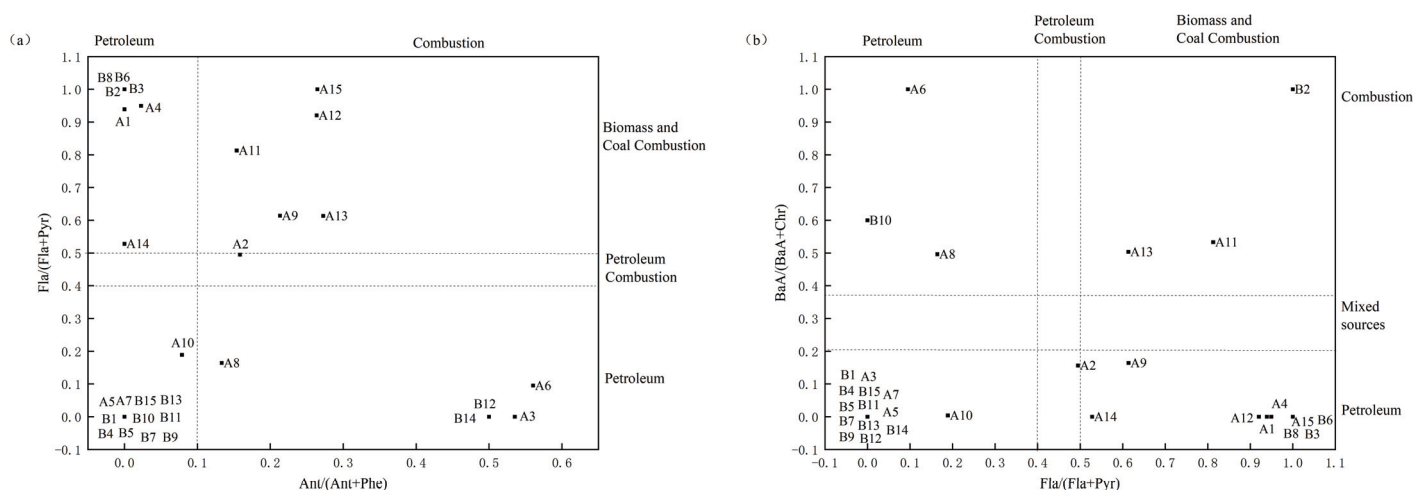 (a)
Petroleum
Combustion
1.1
1.0
0.9
0.8
0.7
0.6
0.5
0.4
0.3
0.2
0.1
0.0
-0.1
Fla/(Fla+Pyr)
B8 B6
B2 B3
A4
A1
A15
A12
A11
A9
A13
A14
A2
A10
A8
A6
A5 A7 B15 B13
B1 B10 B11
B4 B5 B7 B9
B12
B14
A3
Biomass and
Coal Combustion
Petroleum
Combustion
Petroleum
0.0 0.1 0.2 0.3 0.4 0.5 0.6
Ant/(Ant+Phe)
(b)
Petroleum
Petroleum
Combustion
Biomass and
Coal Combustion
1.1
1.0
0.9
0.8
0.7
0.6
0.5
0.4
0.3
0.2
0.1
0.0
-0.1
BaA/(BaA+Chr)
A6
B2
B10
A8
A13
A11
A2
A9
B1 A3
B4 B15 A7
B5 B11
A5
B7 B13
B14
B9 B12
A10
A14
A12
A1
A4
A15 B6
B8 B3
Combustion
Mixed
sources
Petroleum
-0.1 0.0 0.1 0.2 0.3 0.4 0.5 0.6 0.7 0.8 0.9 1.0 1.1
Fla/(Fla+Pyr)